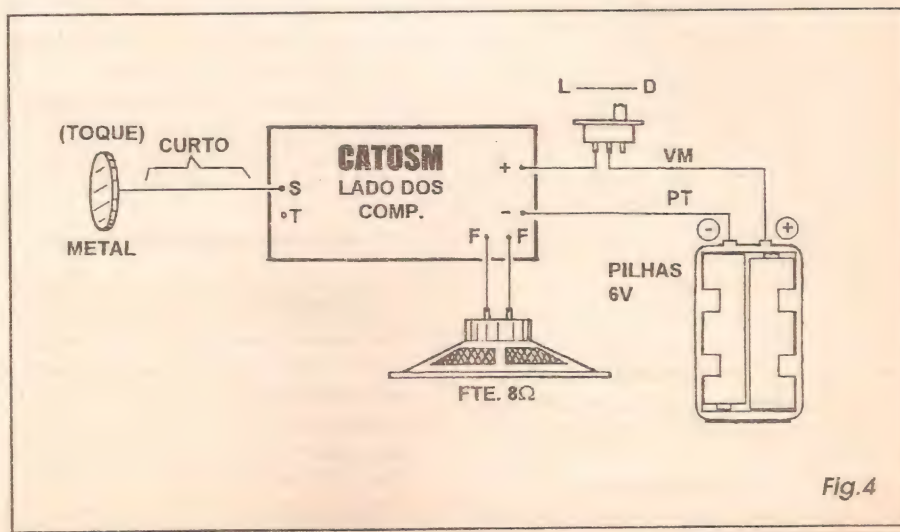 L D
(TOQUE)
CURTO
CATOSM
LADO DOS
COMP.
S
T
+
-
F F
METAL
VM
PT
- +
PILHAS
6V
FTE. 8Ω
Fig.4